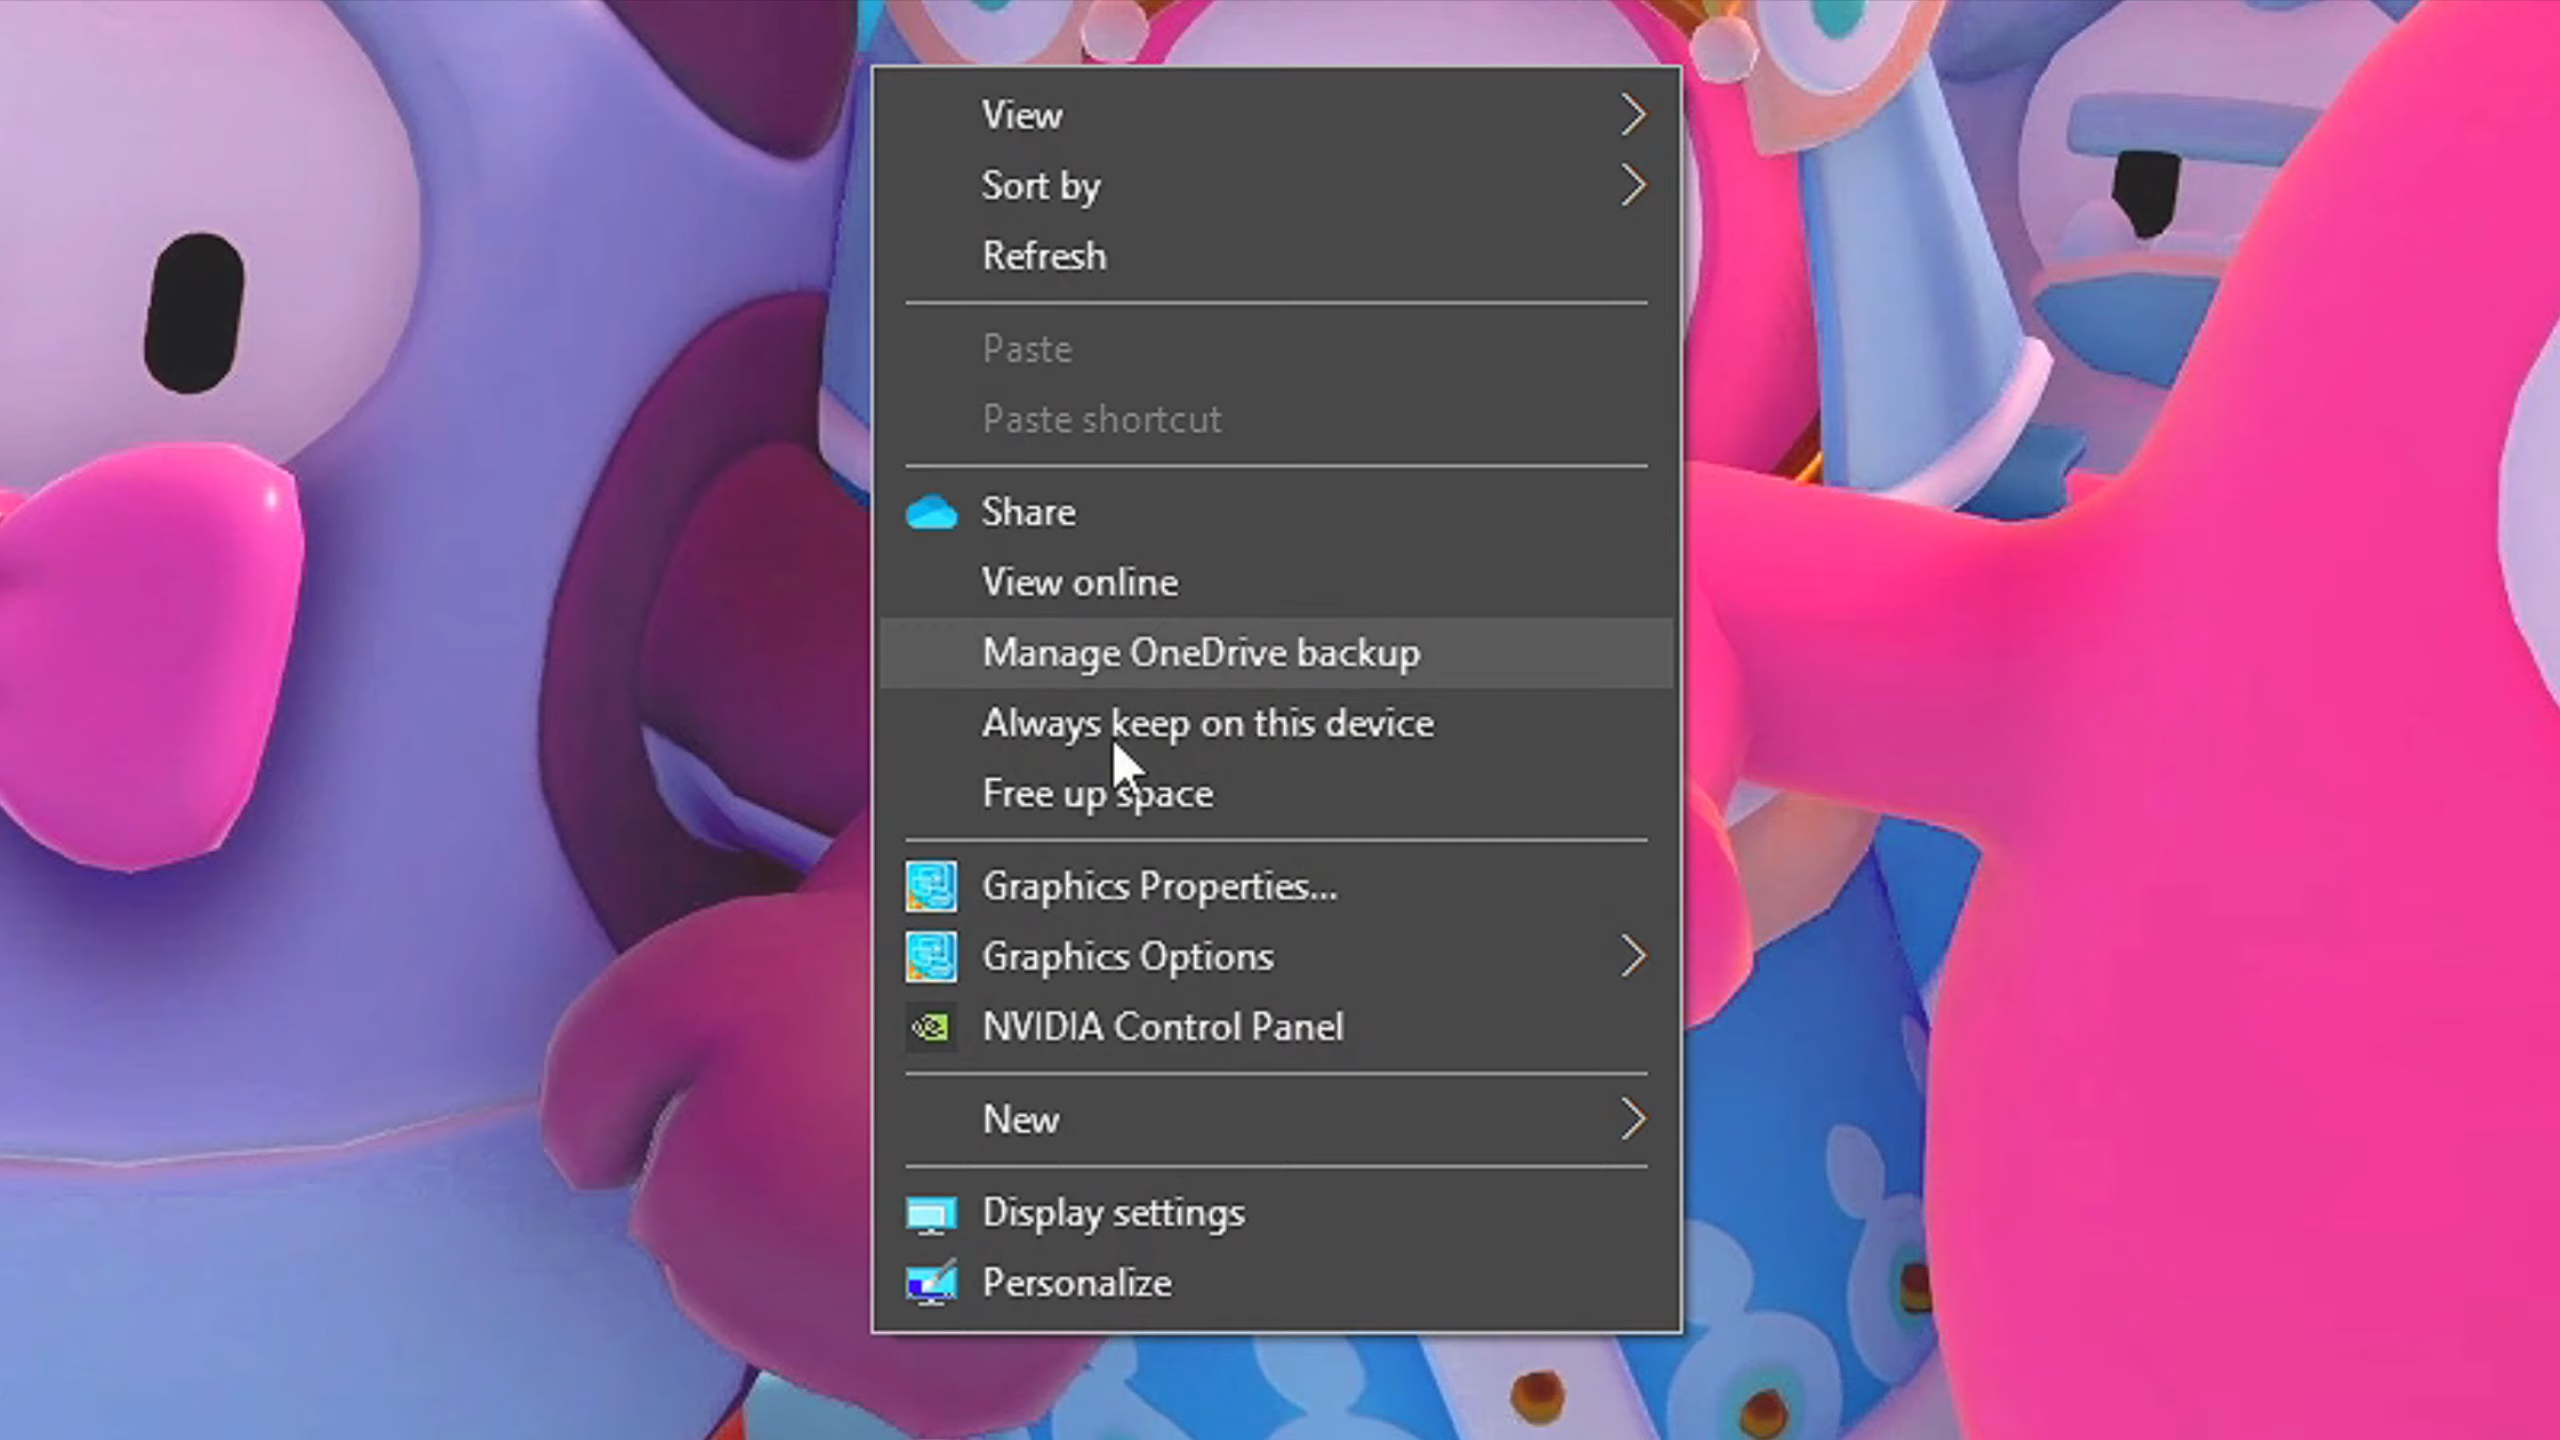 View
Sort by
Refresh
Paste
Paste shortcut
Share
View online
Manage OneDrive backup
Always keep on this device
Free up space
Graphics Properties...
Graphics Options
NVIDIA Control Panel
New
Display settings
Personalize